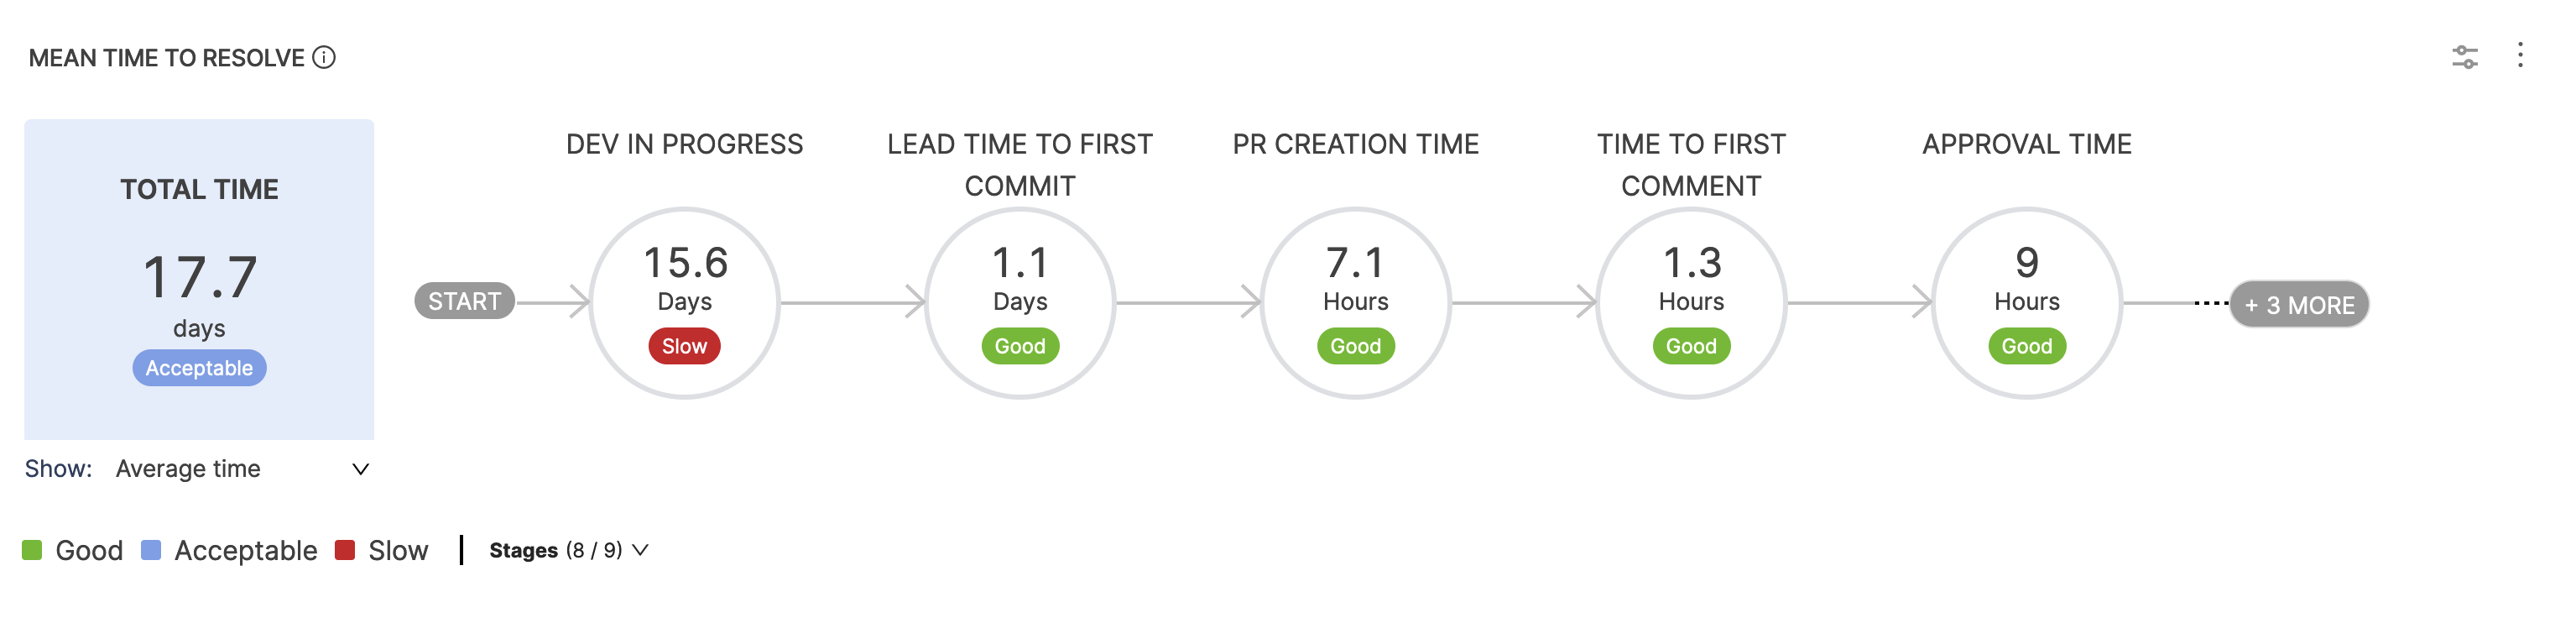 MEAN TIME TO RESOLVE
TOTAL TIME
17.7
days
Acceptable
Show: Average time
START
DEV IN PROGRESS
15.6
Days
Slow
LEAD TIME TO FIRST
COMMIT
1.1
Days
Good
PR CREATION TIME
7.1
Hours
Good
TIME TO FIRST
COMMENT
1.3
Hours
Good
APPROVAL TIME
9
Hours
Good
+ 3 MORE
Good Acceptable Slow Stages (8 / 9)